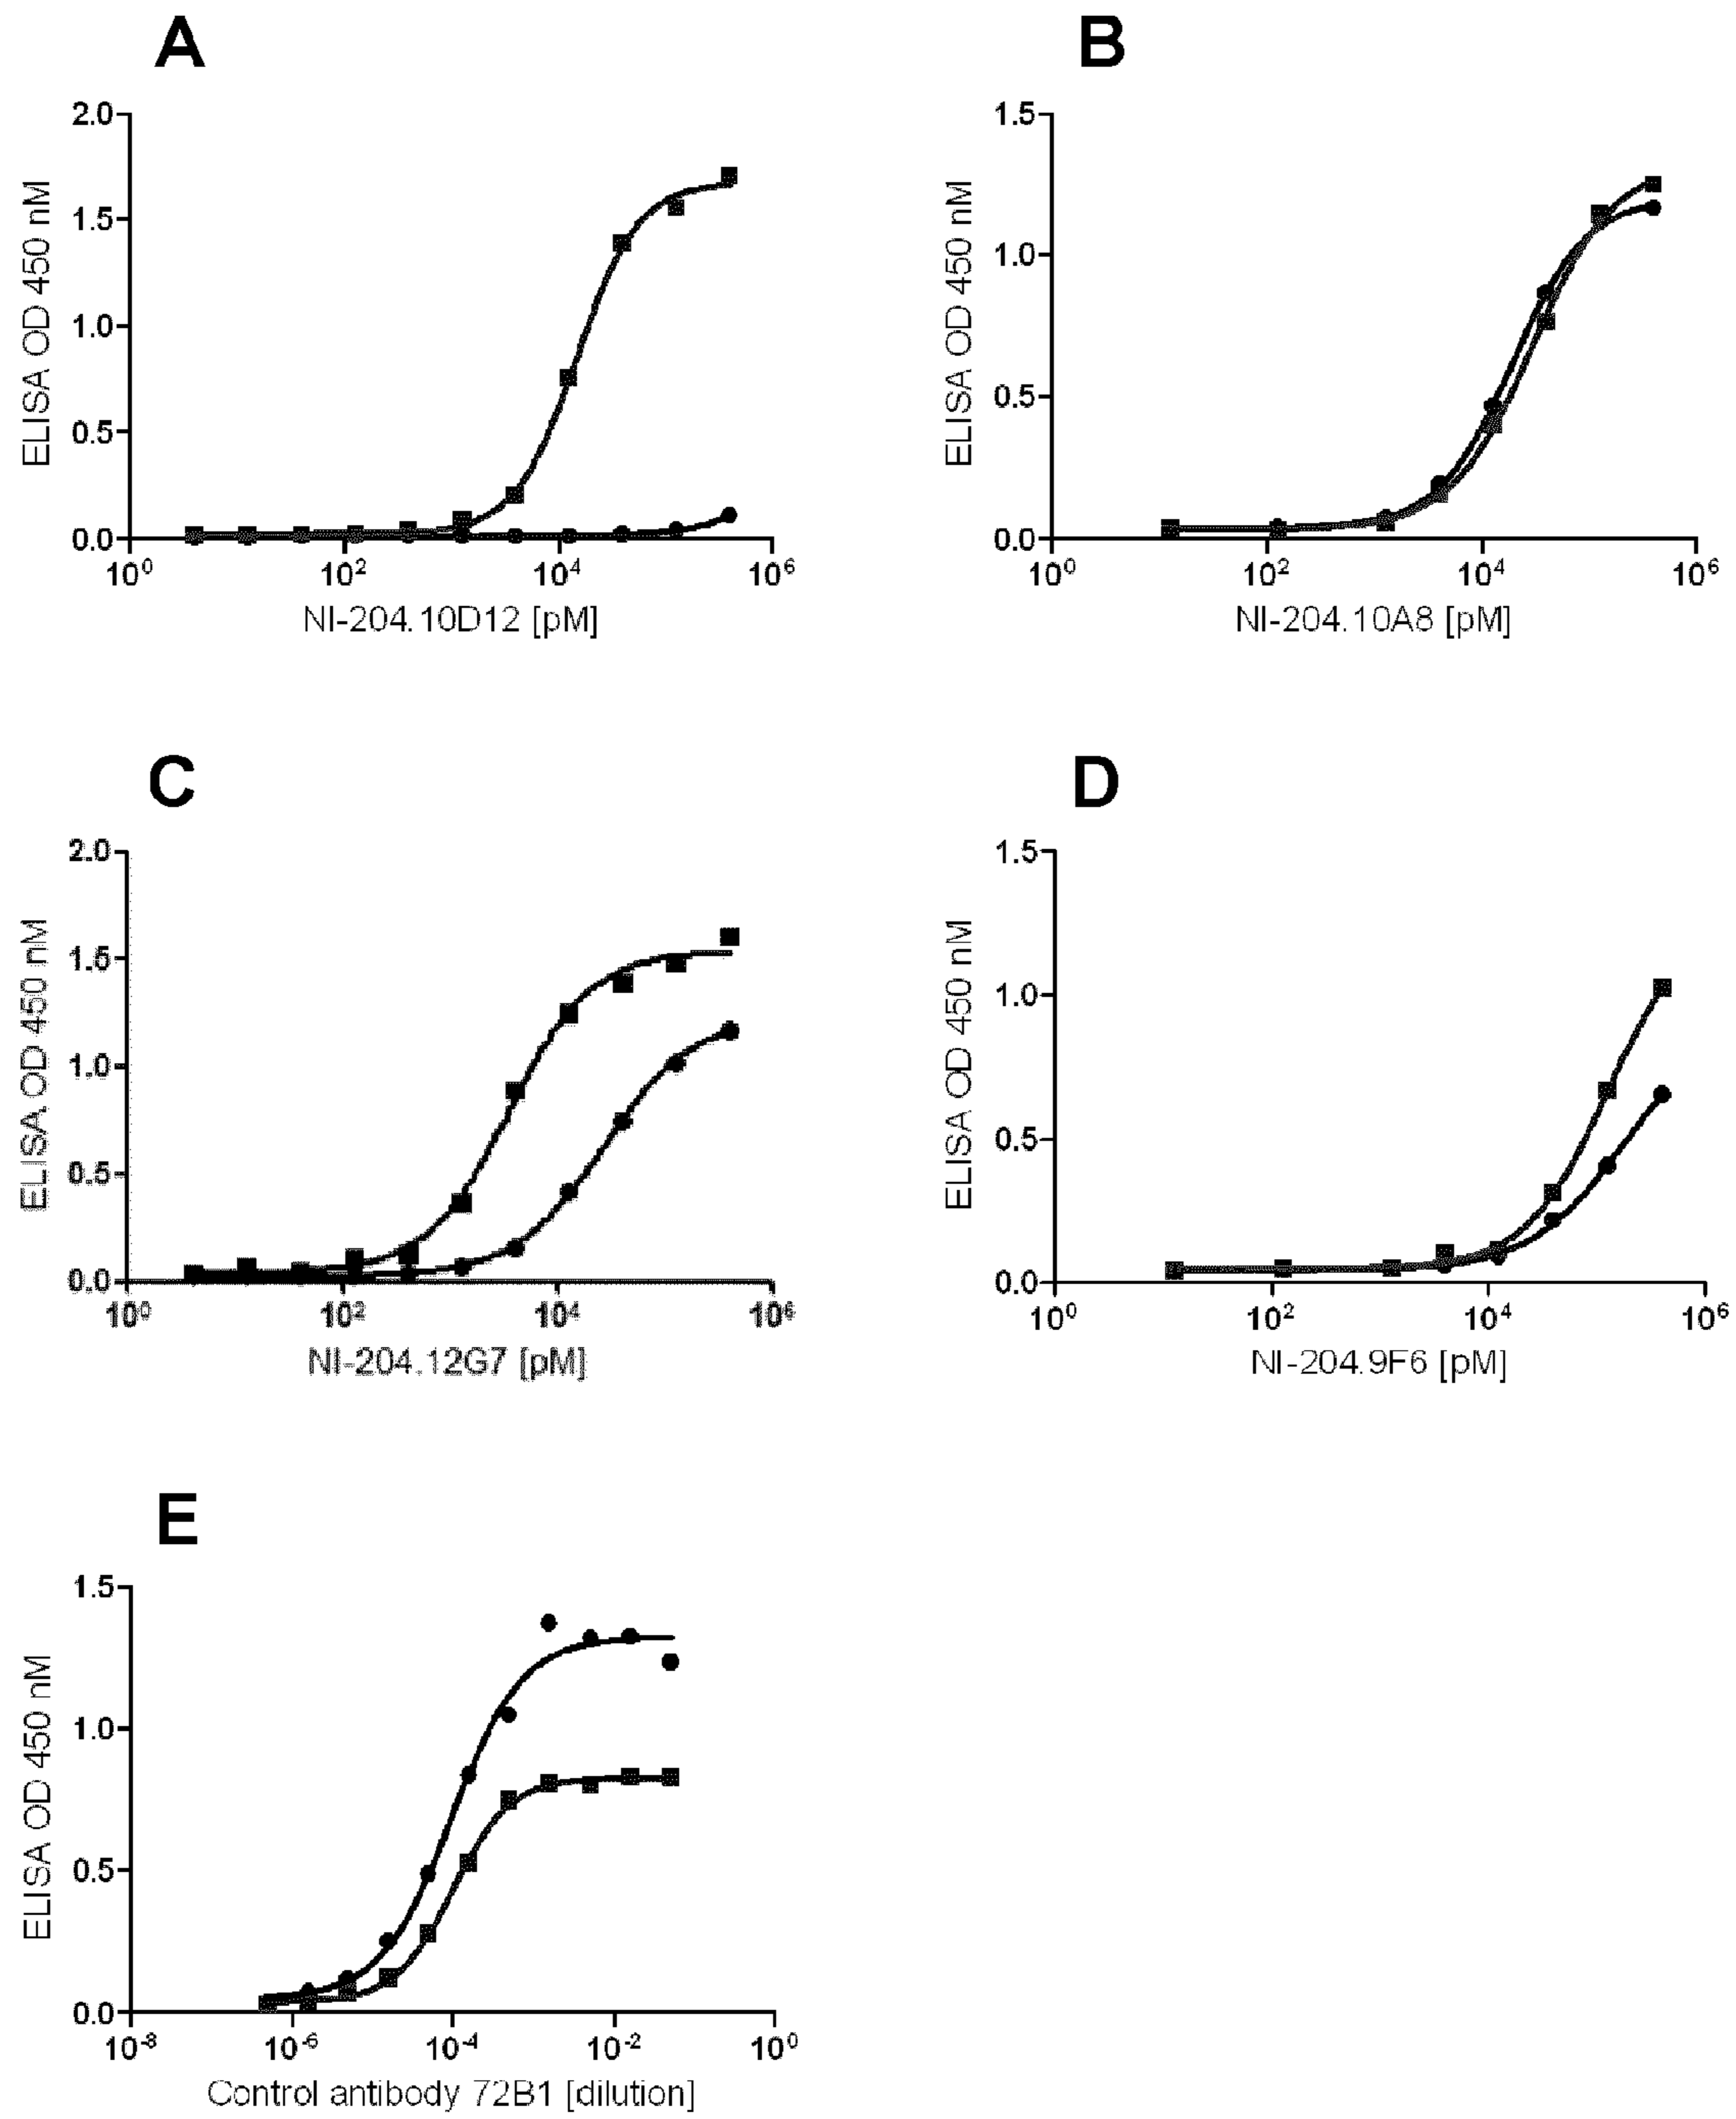 A
B
2.0
1.5
1.0
0.5
0.0
10⁰
10²
10⁴
10⁶
ELISA OD 450 nM
NI-204.10D12 [pM]
1.5
1.0
0.5
0.0
10⁰
10²
10⁴
10⁶
ELISA OD 450 nM
NI-204.10A8 [pM]
C
D
2.0
1.5
1.0
0.5
0.0
10⁰
10²
10⁴
10⁶
ELISA OD 450 nM
NI-204.12G7 [pM]
1.5
1.0
0.5
0.0
10⁰
10²
10⁴
10⁶
ELISA OD 450 nM
NI-204.9F6 [pM]
E
1.5
1.0
0.5
0.0
10⁻⁸
10⁻⁶
10⁻⁴
10⁻²
10⁰
ELISA OD 450 nM
Control antibody 72B1 [dilution]